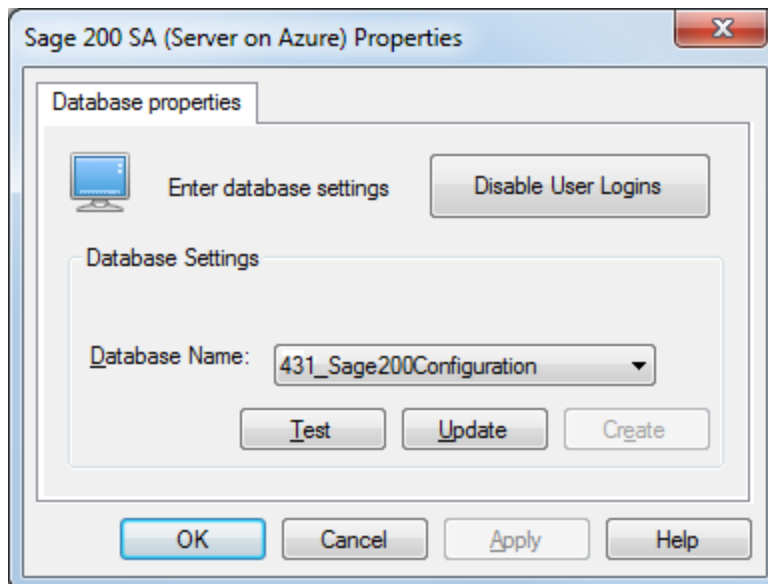 Sage 200 SA (Server on Azure) Properties
Database properties
Enter database settings
Disable User Logins
Database Settings
Database Name:
431_Sage200Configuration
Test
Update
Create
OK
Cancel
Apply
Help